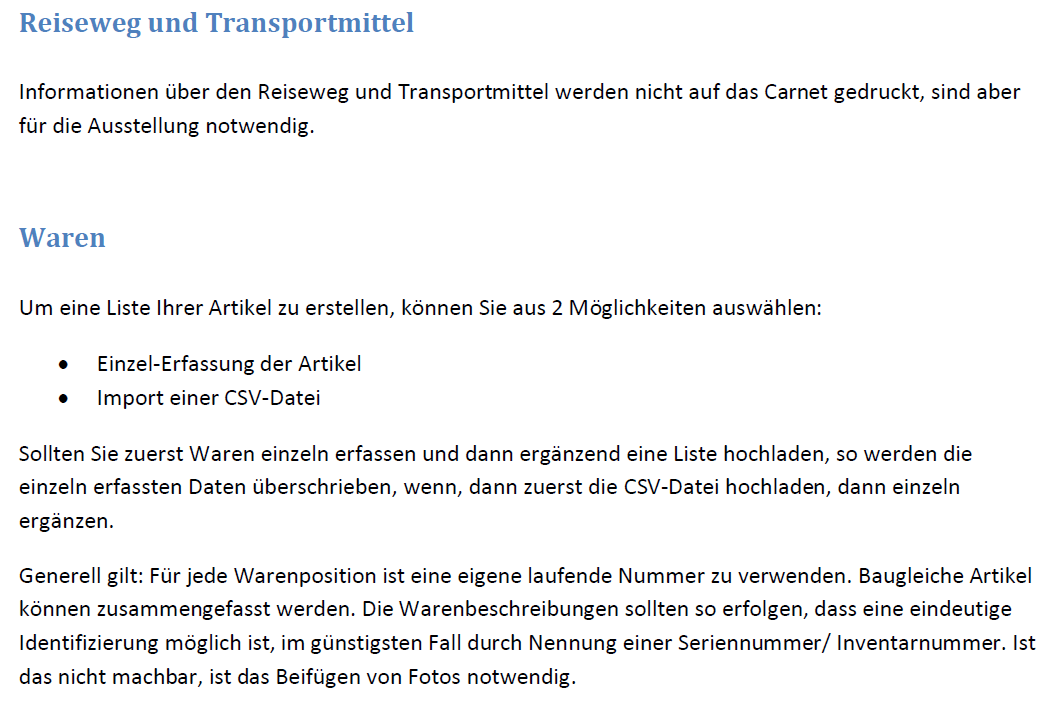 Reiseweg und Transportmittel
Informationen über den Reiseweg und Transportmittel werden nicht auf das Carnet gedruckt, sind aber
für die Ausstellung notwendig.
Waren
Um eine Liste Ihrer Artikel zu erstellen, können Sie aus 2 Möglichkeiten auswählen:
• Einzel-Erfassung der Artikel
• Import einer CSV-Datei
Sollten Sie zuerst Waren einzeln erfassen und dann ergänzend eine Liste hochladen, so werden die
einzeln erfassten Daten überschrieben, wenn, dann zuerst die CSV-Datei hochladen, dann einzeln
ergänzen.
Generell gilt: Für jede Warenposition ist eine eigene laufende Nummer zu verwenden. Baugleiche Artikel
können zusammengefasst werden. Die Warenbeschreibungen sollten so erfolgen, dass eine eindeutige
Identifizierung möglich ist, im günstigsten Fall durch Nennung einer Seriennummer/ Inventarnummer. Ist
das nicht machbar, ist das Beifügen von Fotos notwendig.